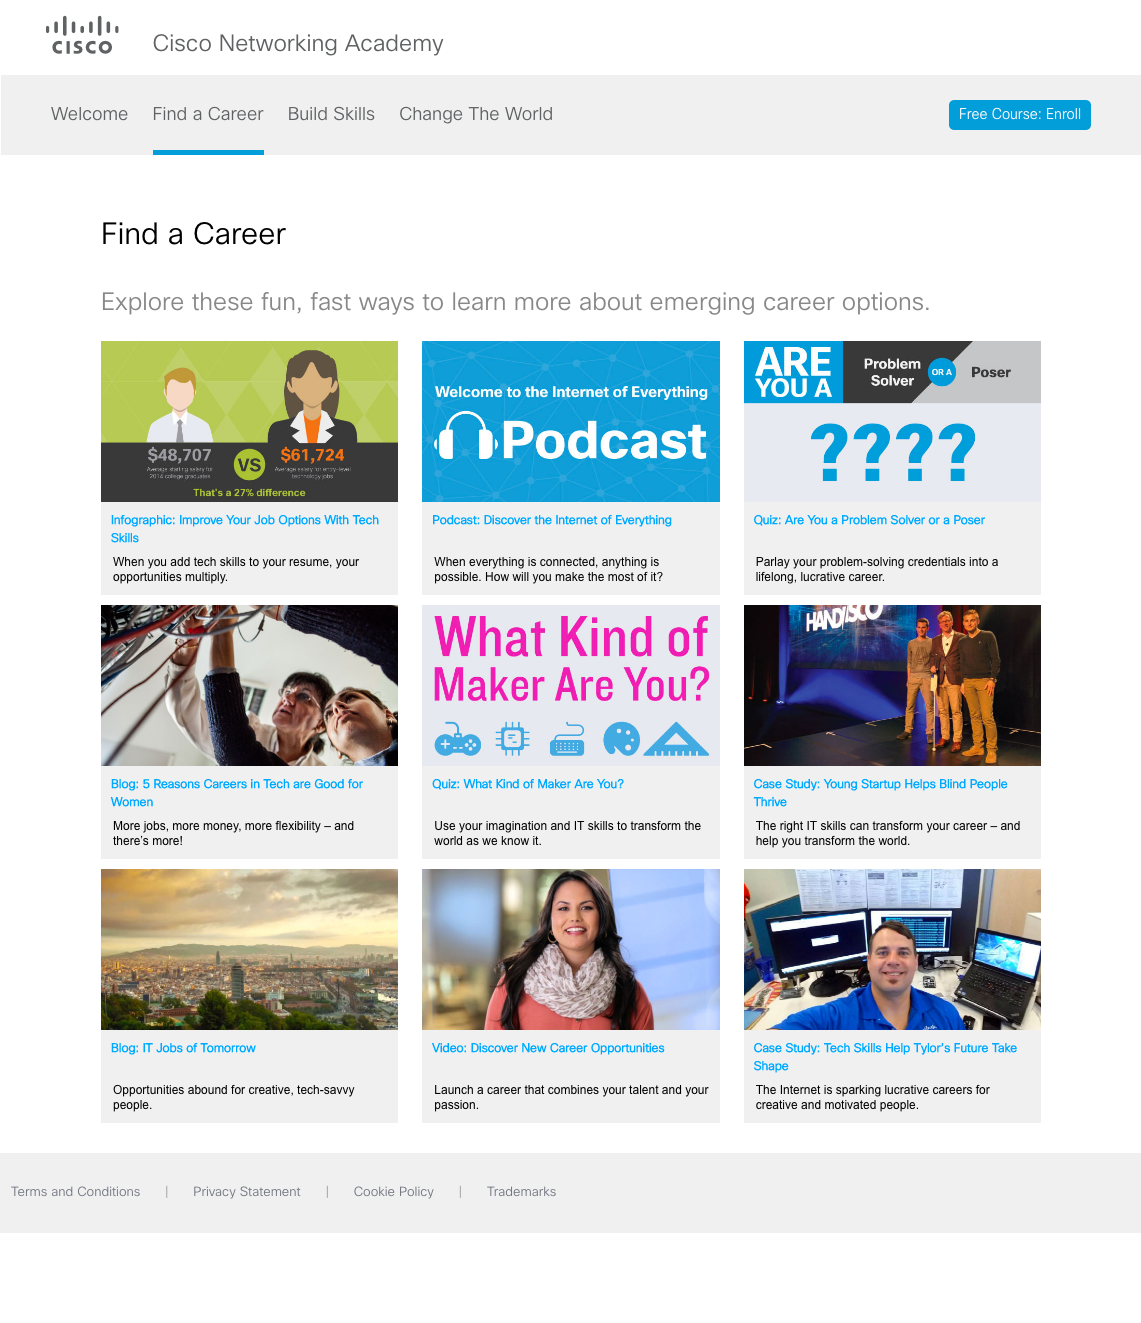 cisco
Cisco Networking Academy
Welcome
Find a Career
Build Skills
Change The World
Free Course: Enroll
Find a Career
Explore these fun, fast ways to learn more about emerging career options.
$48,707
Average starting salary for
2014 college graduates
VS
$61,724
Average salary for entry-level
technology jobs
That's a 27% difference
Infographic: Improve Your Job Options With Tech
Skills
When you add tech skills to your resume, your
opportunities multiply.
Welcome to the Internet of Everything
Podcast
Podcast: Discover the Internet of Everything
When everything is connected, anything is
possible. How will you make the most of it?
ARE
YOU A
Problem
Solver
OR A
Poser
????
Quiz: Are You a Problem Solver or a Poser
Parlay your problem-solving credentials into a
lifelong, lucrative career.
Blog: 5 Reasons Careers in Tech are Good for
Women
More jobs, more money, more flexibility – and
there's more!
What Kind of
Maker Are You?
Quiz: What Kind of Maker Are You?
Use your imagination and IT skills to transform the
world as we know it.
Case Study: Young Startup Helps Blind People
Thrive
The right IT skills can transform your career – and
help you transform the world.
Blog: IT Jobs of Tomorrow
Opportunities abound for creative, tech-savvy
people.
Video: Discover New Career Opportunities
Launch a career that combines your talent and your
passion.
Case Study: Tech Skills Help Tylor's Future Take
Shape
The Internet is sparking lucrative careers for
creative and motivated people.
Terms and Conditions | Privacy Statement | Cookie Policy | Trademarks